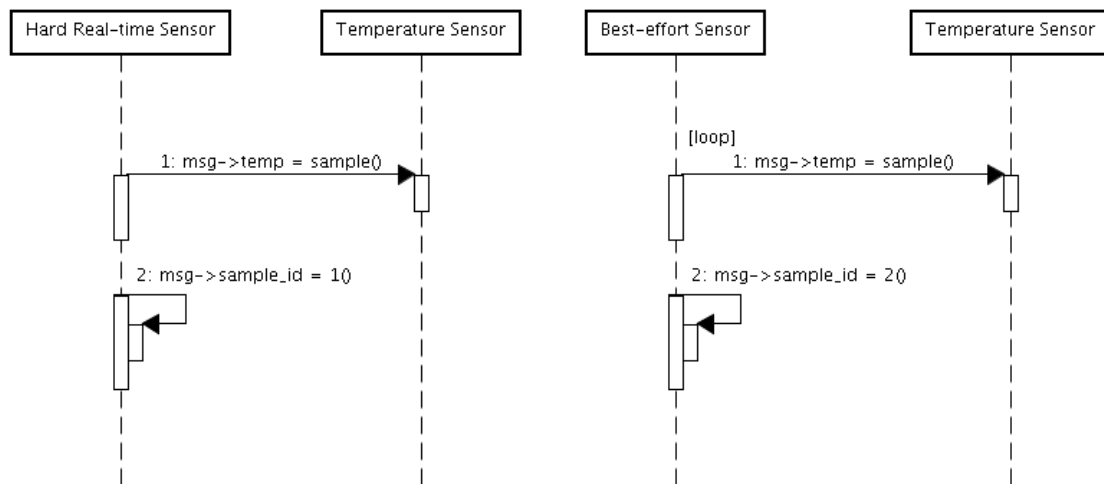 Hard Real-time Sensor
Temperature Sensor
Best-effort Sensor
Temperature Sensor
1: msg->temp = sample()
[loop]
1: msg->temp = sample()
2: msg->sample_id = 1()
2: msg->sample_id = 2()